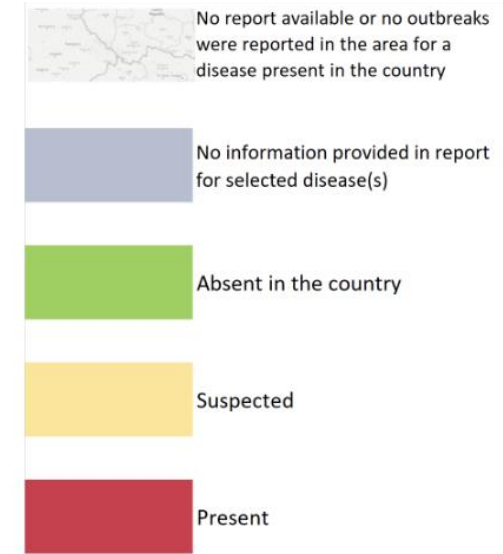 No report available or no outbreaks
were reported in the area for a
disease present in the country
No information provided in report
for selected disease(s)
Absent in the country
Suspected
Present